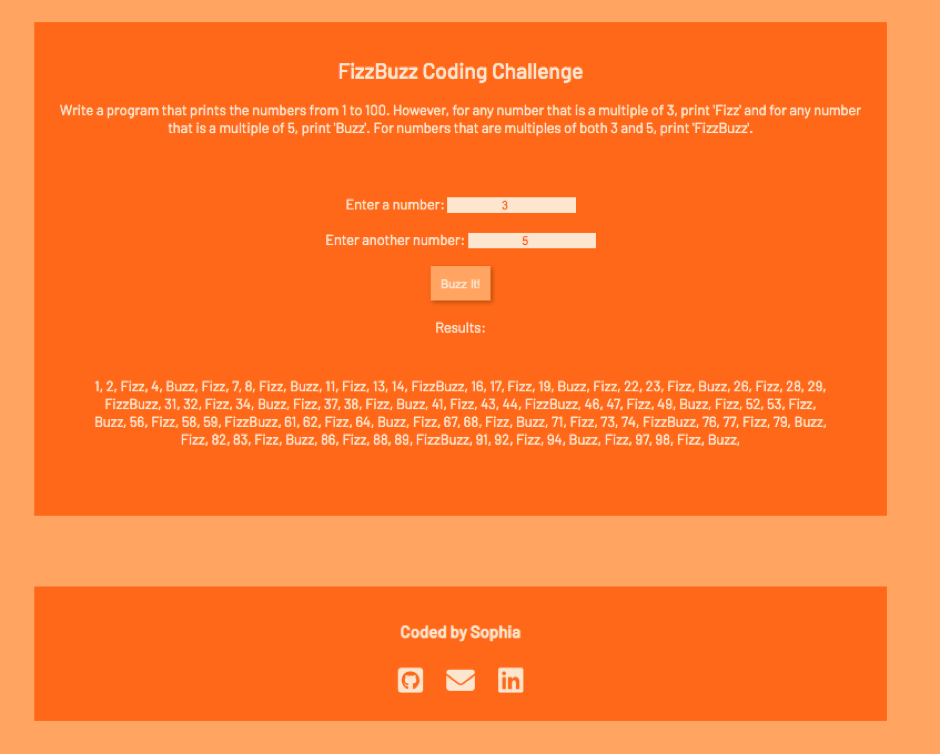 FizzBuzz Coding Challenge
Write a program that prints the numbers from 1 to 100. However, for any number that is a multiple of 3, print 'Fizz' and for any number
that is a multiple of 5, print 'Buzz'. For numbers that are multiples of both 3 and 5, print 'FizzBuzz'.
Enter a number: 3
Enter another number: 5
Buzz It!
Results:
1, 2, Fizz, 4, Buzz, Fizz, 7, 8, Fizz, Buzz, 11, Fizz, 13, 14, FizzBuzz, 16, 17, Fizz, 19, Buzz, Fizz, 22, 23, Fizz, Buzz, 26, Fizz, 28, 29,
FizzBuzz, 31, 32, Fizz, 34, Buzz, Fizz, 37, 38, Fizz, Buzz, 41, Fizz, 43, 44, FizzBuzz, 46, 47, Fizz, 49, Buzz, Fizz, 52, 53, Fizz,
Buzz, 56, Fizz, 58, 59, FizzBuzz, 61, 62, Fizz, 64, Buzz, Fizz, 67, 68, Fizz, Buzz, 71, Fizz, 73, 74, FizzBuzz, 76, 77, Fizz, 79, Buzz,
Fizz, 82, 83, Fizz, Buzz, 86, Fizz, 88, 89, FizzBuzz, 91, 92, Fizz, 94, Buzz, Fizz, 97, 98, Fizz, Buzz,
Coded by Sophia
in